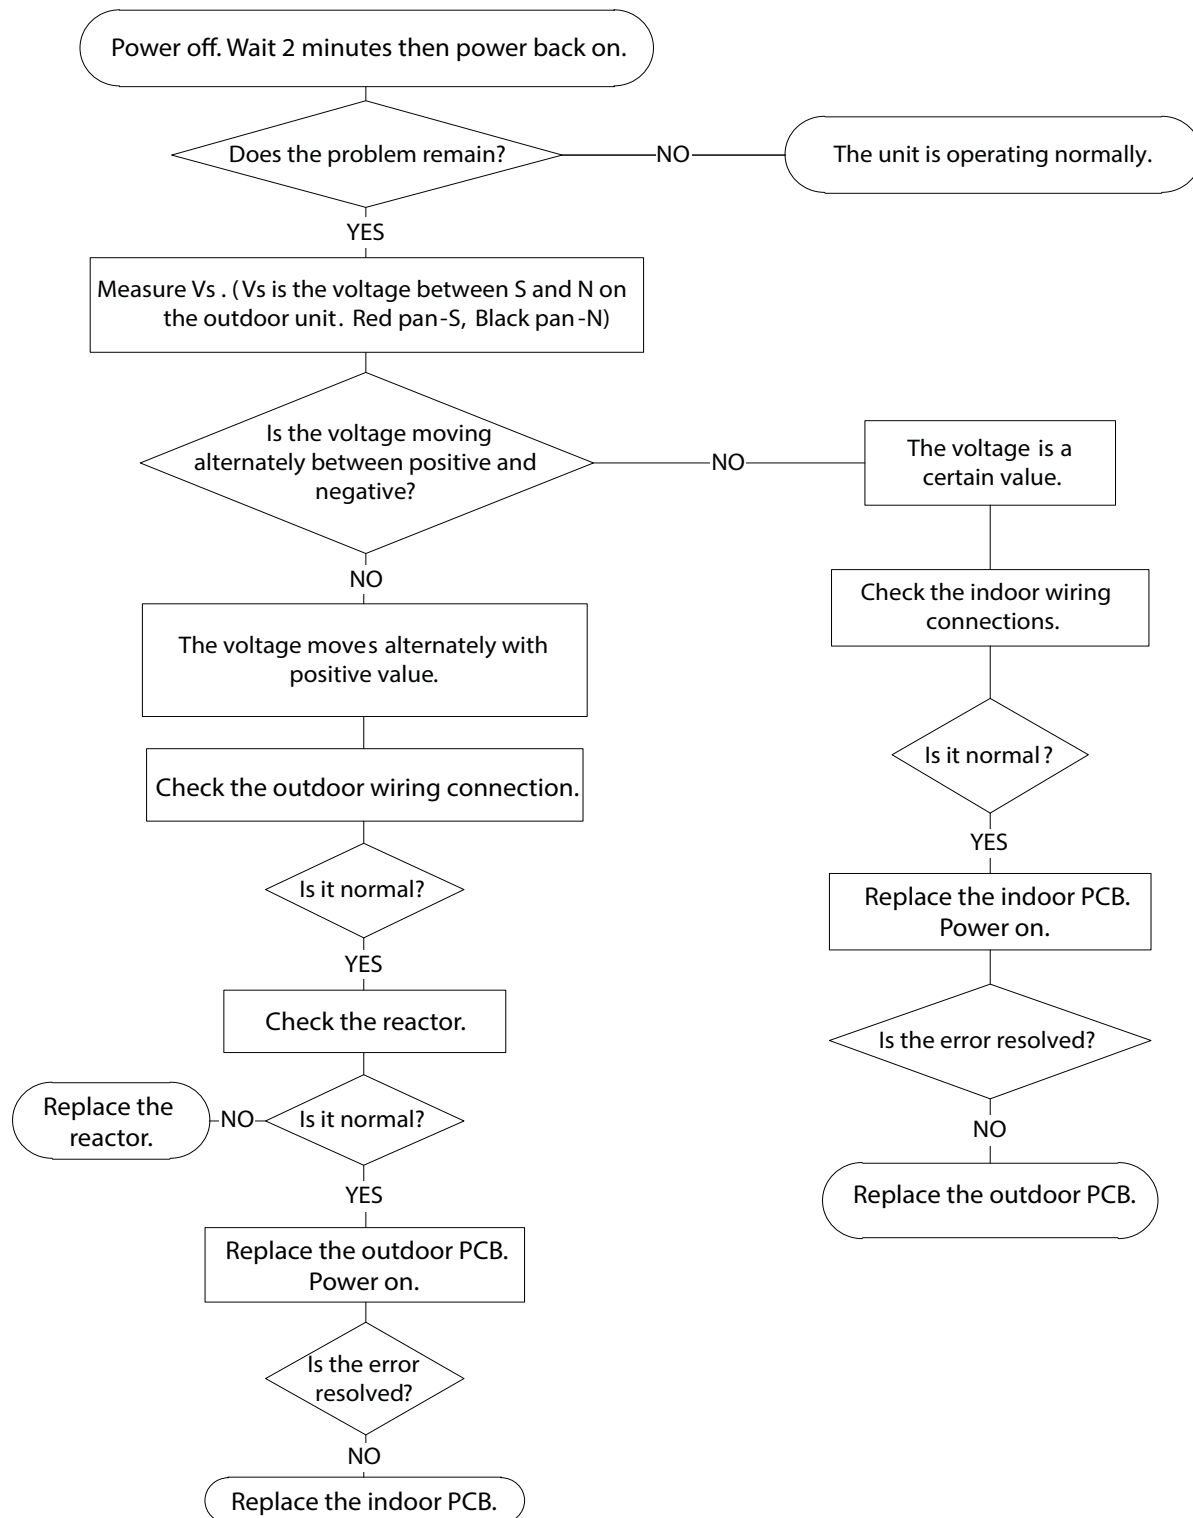 Power off. Wait 2 minutes then power back on.
Does the problem remain?
NO
The unit is operating normally.
YES
Measure Vs . (Vs is the voltage between S and N on
the outdoor unit. Red pan-S, Black pan-N)
Is the voltage moving
alternately between positive and
negative?
NO
The voltage is a
certain value.
NO
The voltage moves alternately with
positive value.
Check the outdoor wiring connection.
Is it normal?
YES
Check the reactor.
Is it normal?
NO
Replace the
reactor.
YES
Replace the outdoor PCB.
Power on.
Is the error
resolved?
NO
Replace the indoor PCB.
Check the indoor wiring
connections.
Is it normal?
YES
Replace the indoor PCB.
Power on.
Is the error resolved?
NO
Replace the outdoor PCB.